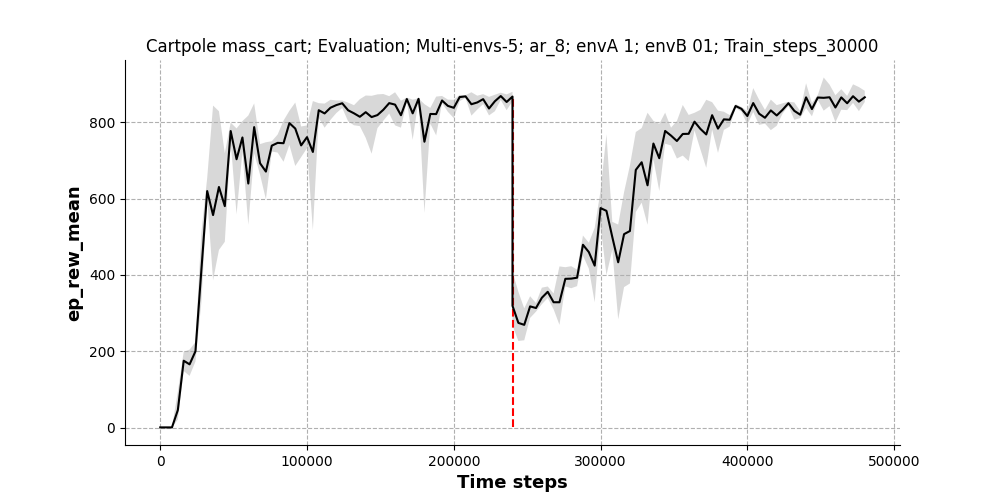 Cartpole mass_cart; Evaluation; Multi-envs-5; ar_8; envA 1; envB 01; Train_steps_30000
ep_rew_mean
800
600
400
200
0
0 100000 200000 300000 400000 500000
Time steps